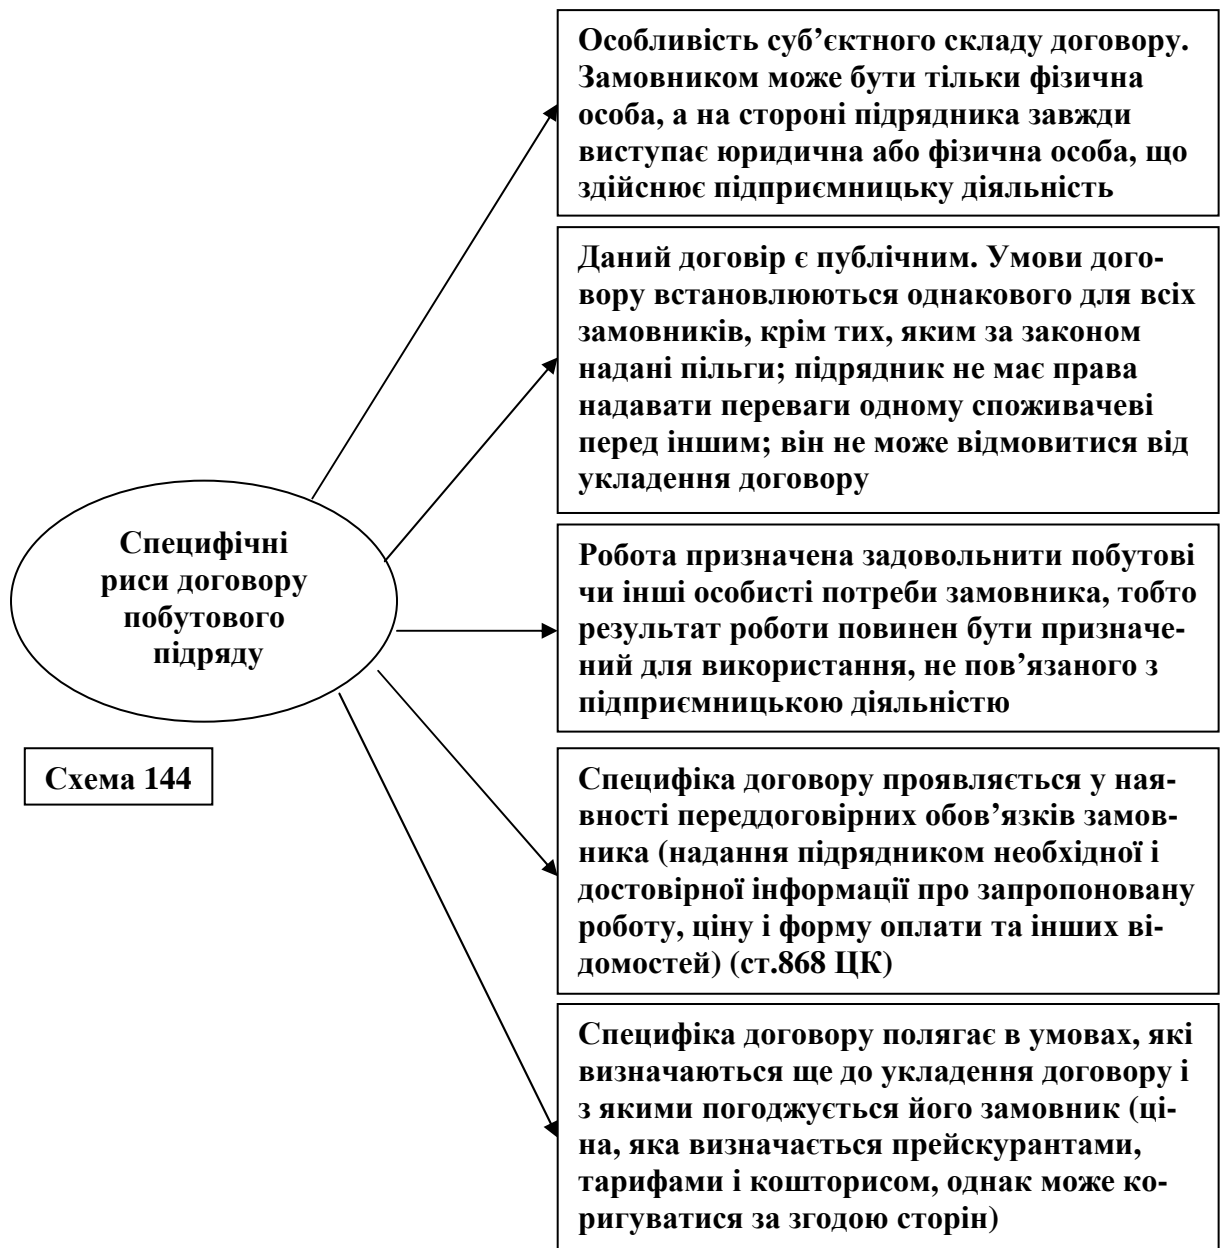 Особливість суб’єктного складу договору.
Замовником може бути тільки фізична
особа, а на стороні підрядника завжди
виступає юридична або фізична особа, що
здійснює підприємницьку діяльність
Даний договір є публічним. Умови дого-
вору встановлюються однакового для всіх
замовників, крім тих, яким за законом
надані пільги; підрядник не має права
надавати переваги одному споживачеві
перед іншим; він не може відмовитися від
укладення договору
Специфічні
риси договору
побутового
підряду
Робота призначена задовольнити побутові
чи інші особисті потреби замовника, тобто
результат роботи повинен бути призначе-
ний для використання, не пов’язаного з
підприємницькою діяльністю
Схема 144
Специфіка договору проявляється у ная-
вності переддоговірних обов’язків замов-
ника (надання підрядником необхідної і
достовірної інформації про запропоновану
роботу, ціну і форму оплати та інших ві-
домостей) (ст.868 ЦК)
Специфіка договору полягає в умовах, які
визначаються ще до укладення договору і
з якими погоджується його замовник (ці-
на, яка визначається прейскурантами,
тарифами і кошторисом, однак може ко-
ригуватися за згодою сторін)